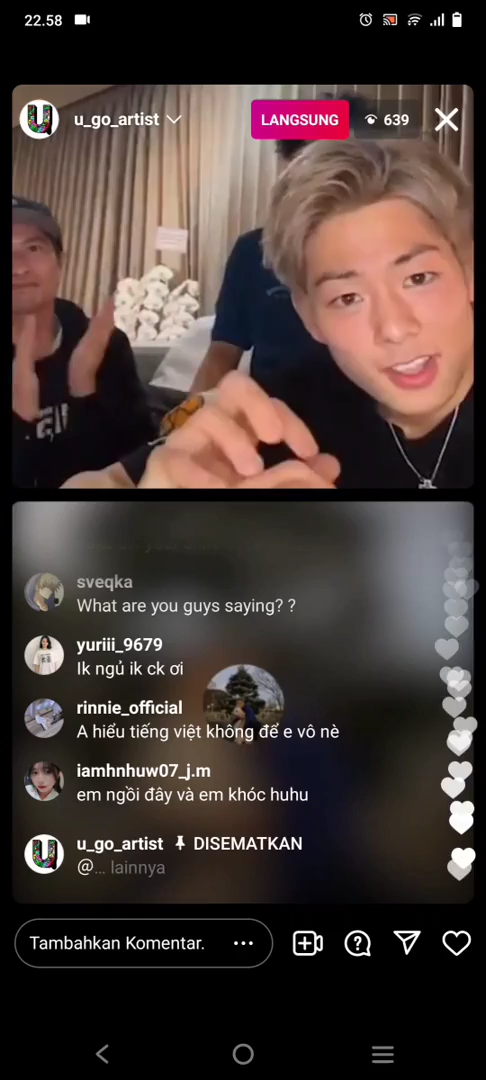 22.58
u_go_artist
LANGSUNG
639
sveqka
What are you guys saying? ?
yuriii_9679
Ik ngủ ik ck ơi
rinnie_official
A hiểu tiếng việt không để e vô nè
iamhnhuw07_j.m
em ngồi đây và em khóc huhu
u_go_artist DISEMATKAN
@… lainnya
Tambahkan Komentar.